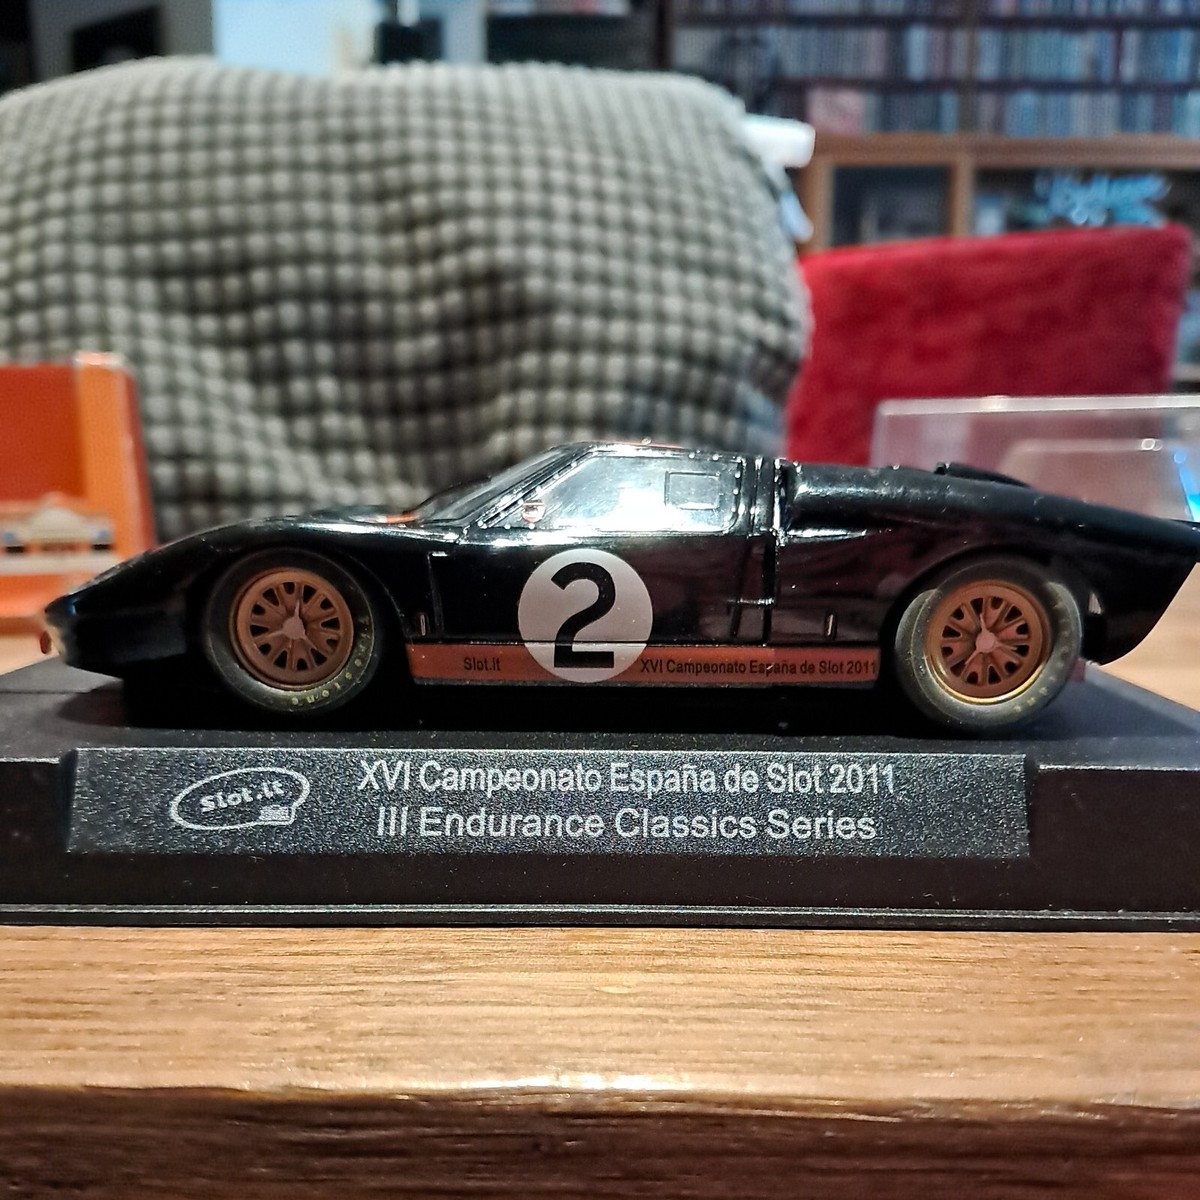 2
Slot.it
XVI Campeonato España de Slot 2011
Slot.it
XVI Campeonato España de Slot 2011
III Endurance Classics Series